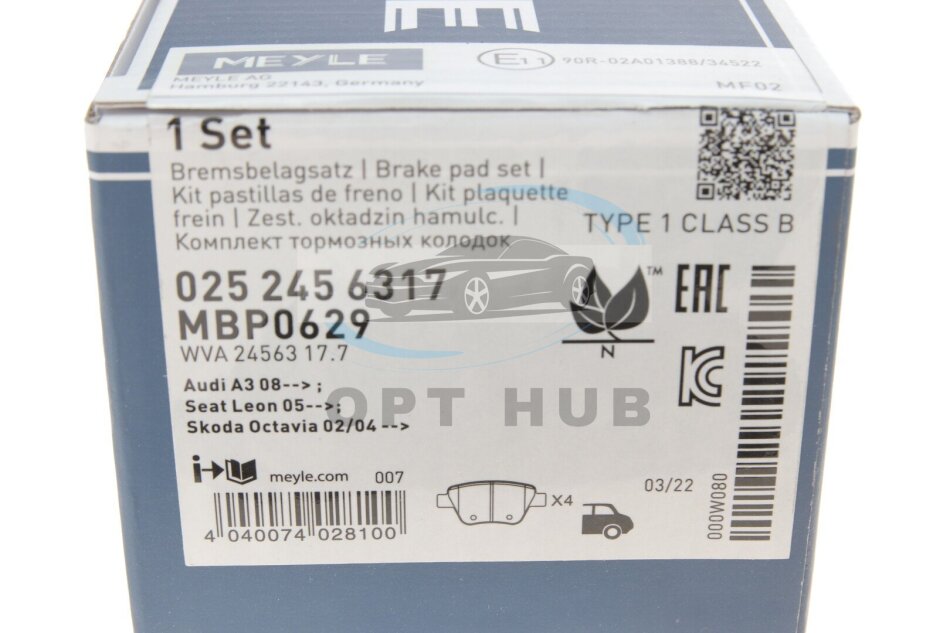 MEYLE
E11
90R-02A01388/34522
MEYLE AG
Hamburg 22143, Germany
MF02
1 Set
Bremsbelagsatz | Brake pad set |
Kit pastillas de freno | Kit plaquette
frein | Zest. okładzin hamulc. |
Комплект тормозных колодок
TYPE 1 CLASS B
025 245 6317
MBP0629
WVA 24563 17.7
TM
N
EAC
KC
Audi A3 08--> ;
Seat Leon 05-->;
Skoda Octavia 02/04 -->
OPT HUB
meyle.com 007
4 040074 028100
X4
03/22
000W080